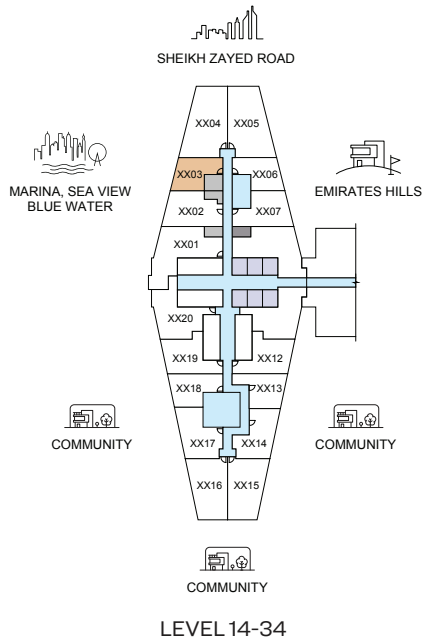 SHEIKH ZAYED ROAD
XX04 XX05
XX03 XX06
MARINA, SEA VIEW
BLUE WATER
EMIRATES HILLS
XX02 XX07
XX01
XX20
XX19 XX12
XX18 XX13
COMMUNITY
COMMUNITY
XX17 XX14
XX16 XX15
COMMUNITY
LEVEL 14-34